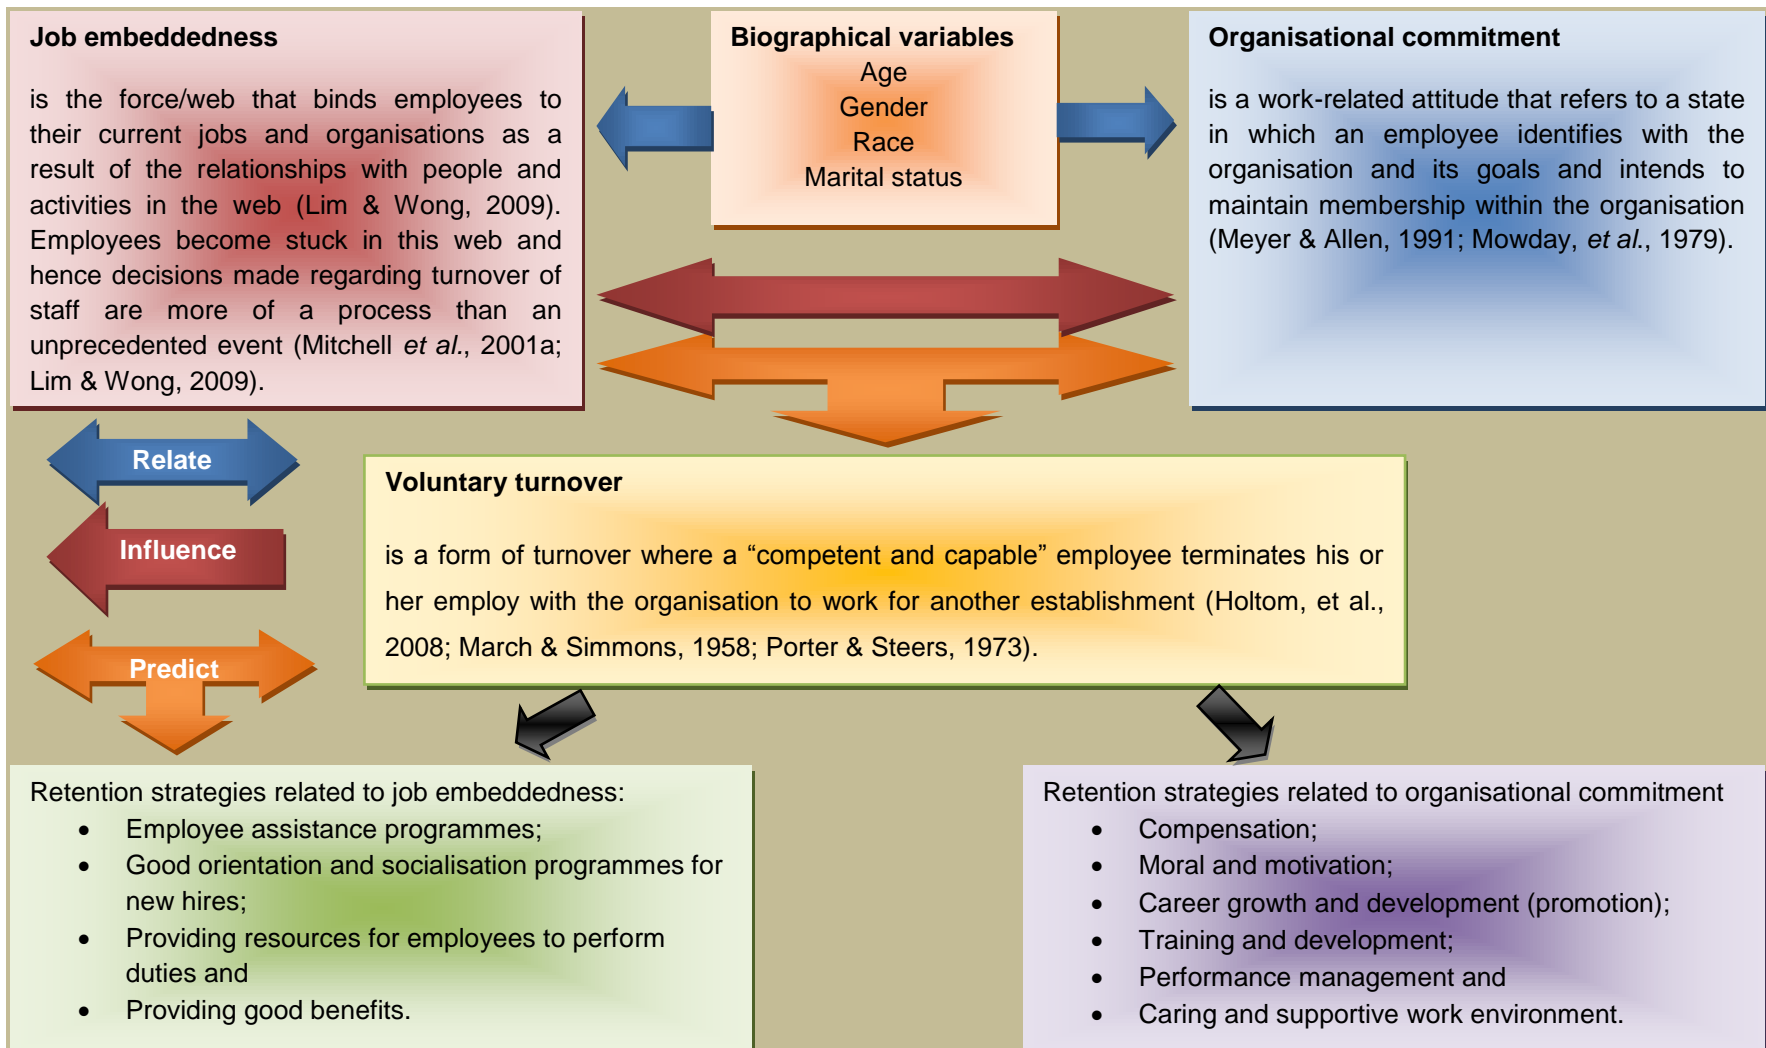 Job embeddedness
is the force/web that binds employees to
their current jobs and organisations as a
result of the relationships with people and
activities in the web (Lim & Wong, 2009).
Employees become stuck in this web and
hence decisions made regarding turnover of
staff are more of a process than an
unprecedented event (Mitchell et al., 2001a;
Lim & Wong, 2009).
Biographical variables
Age
Gender
Race
Marital status
Organisational commitment
is a work-related attitude that refers to a state
in which an employee identifies with the
organisation and its goals and intends to
maintain membership within the organisation
(Meyer & Allen, 1991; Mowday, et al., 1979).
Relate
Influence
Predict
Voluntary turnover
is a form of turnover where a “competent and capable” employee terminates his or
her employ with the organisation to work for another establishment (Holtom, et al.,
2008; March & Simmons, 1958; Porter & Steers, 1973).
Retention strategies related to job embeddedness:
• Employee assistance programmes;
• Good orientation and socialisation programmes for
new hires;
• Providing resources for employees to perform
duties and
• Providing good benefits.
Retention strategies related to organisational commitment
• Compensation;
• Moral and motivation;
• Career growth and development (promotion);
• Training and development;
• Performance management and
• Caring and supportive work environment.